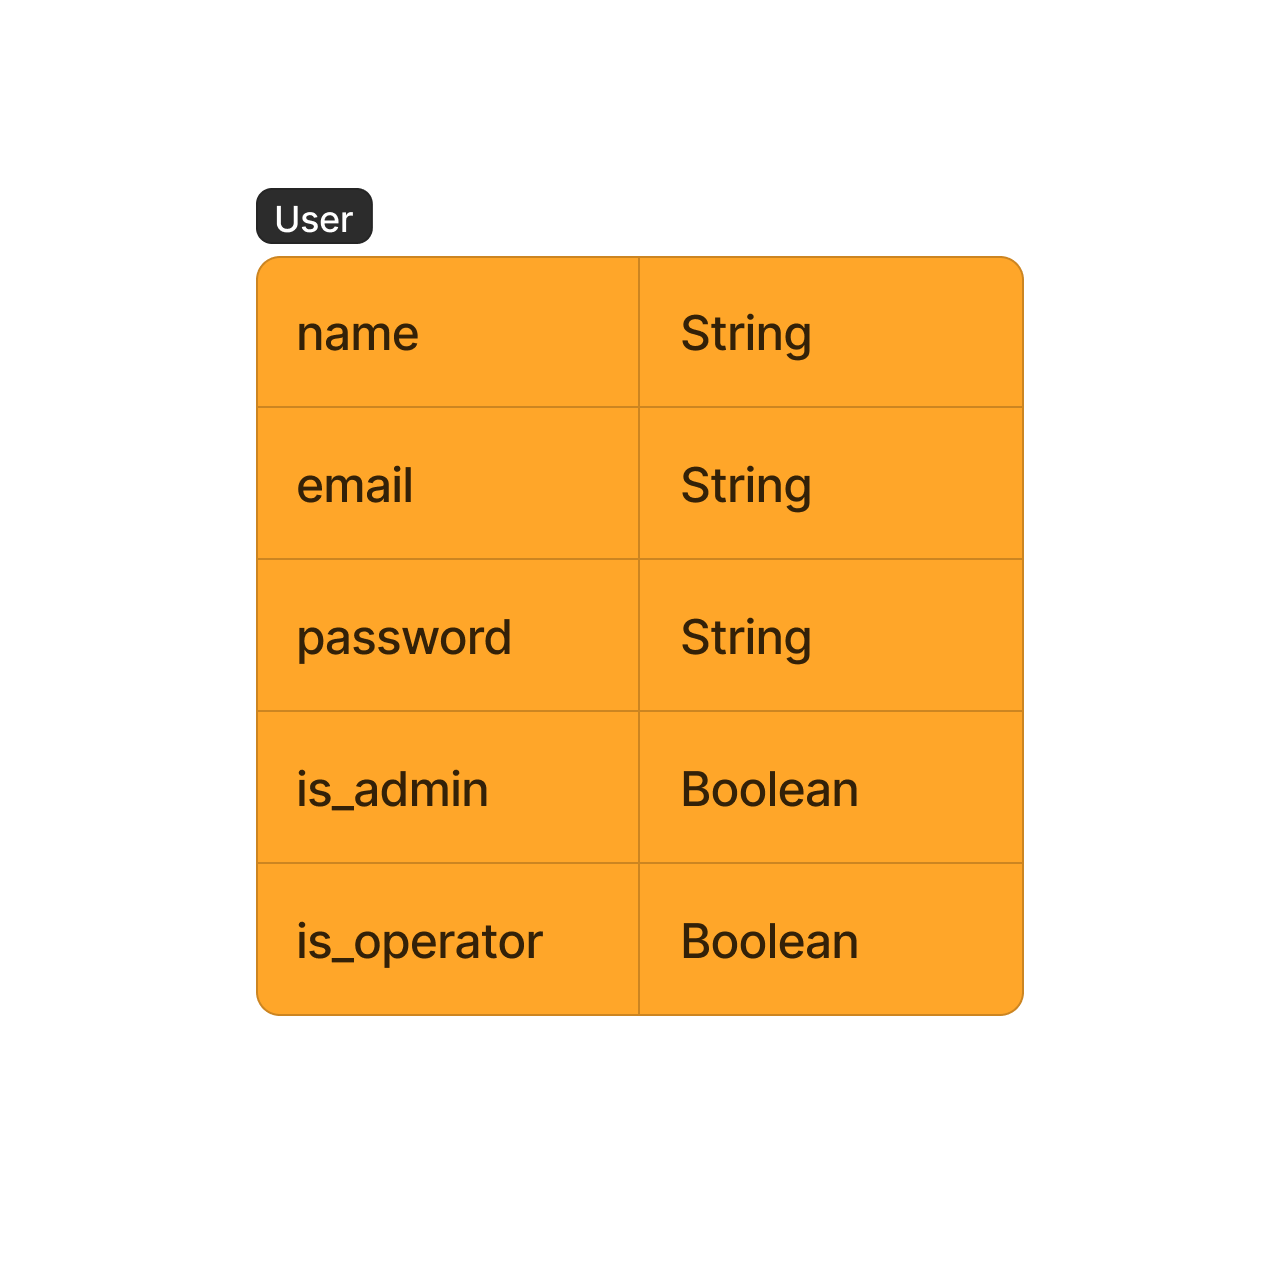 User
name String
email String
password String
is_admin Boolean
is_operator Boolean